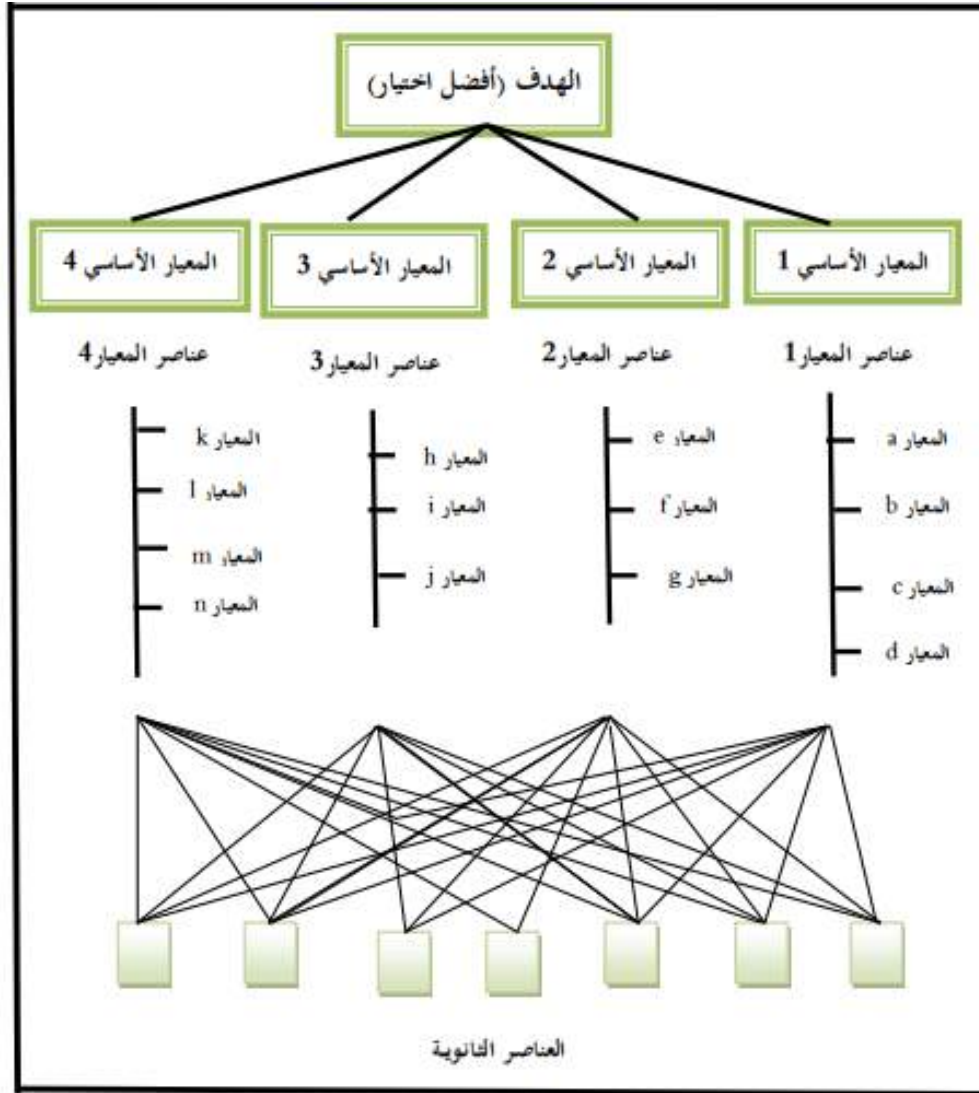 الهدف (أفضل اختيار)
المعيار الأساسي 1
المعيار الأساسي 2
المعيار الأساسي 3
المعيار الأساسي 4
عناصر المعيار1
عناصر المعيار2
عناصر المعيار3
عناصر المعيار4
المعيار a
المعيار b
المعيار c
المعيار d
المعيار e
المعيار f
المعيار g
المعيار h
المعيار i
المعيار j
المعيار k
المعيار l
المعيار m
المعيار n
العناصر الثانوية